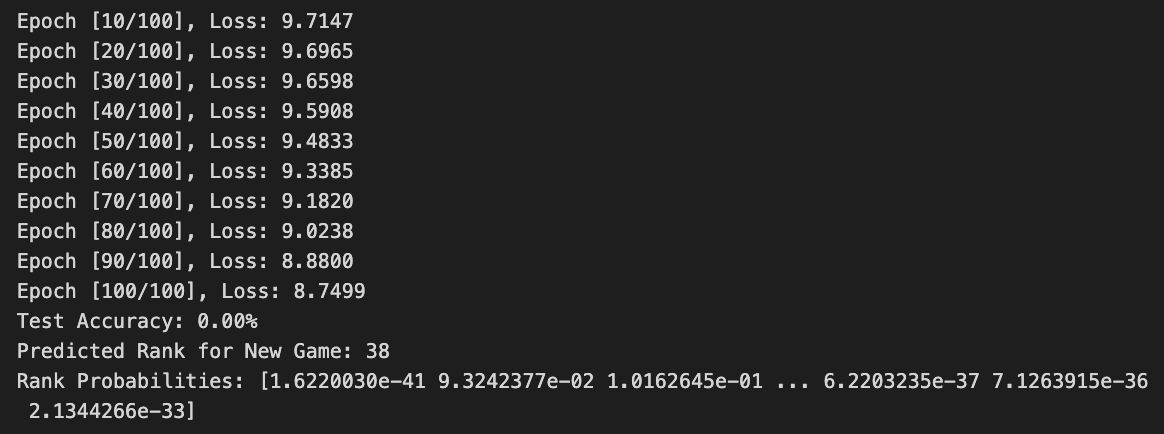 Epoch [10/100], Loss: 9.7147
Epoch [20/100], Loss: 9.6965
Epoch [30/100], Loss: 9.6598
Epoch [40/100], Loss: 9.5908
Epoch [50/100], Loss: 9.4833
Epoch [60/100], Loss: 9.3385
Epoch [70/100], Loss: 9.1820
Epoch [80/100], Loss: 9.0238
Epoch [90/100], Loss: 8.8800
Epoch [100/100], Loss: 8.7499
Test Accuracy: 0.00%
Predicted Rank for New Game: 38
Rank Probabilities: [1.6220030e-41 9.3242377e-02 1.0162645e-01 ... 6.2203235e-37 7.1263915e-36
 2.1344266e-33]